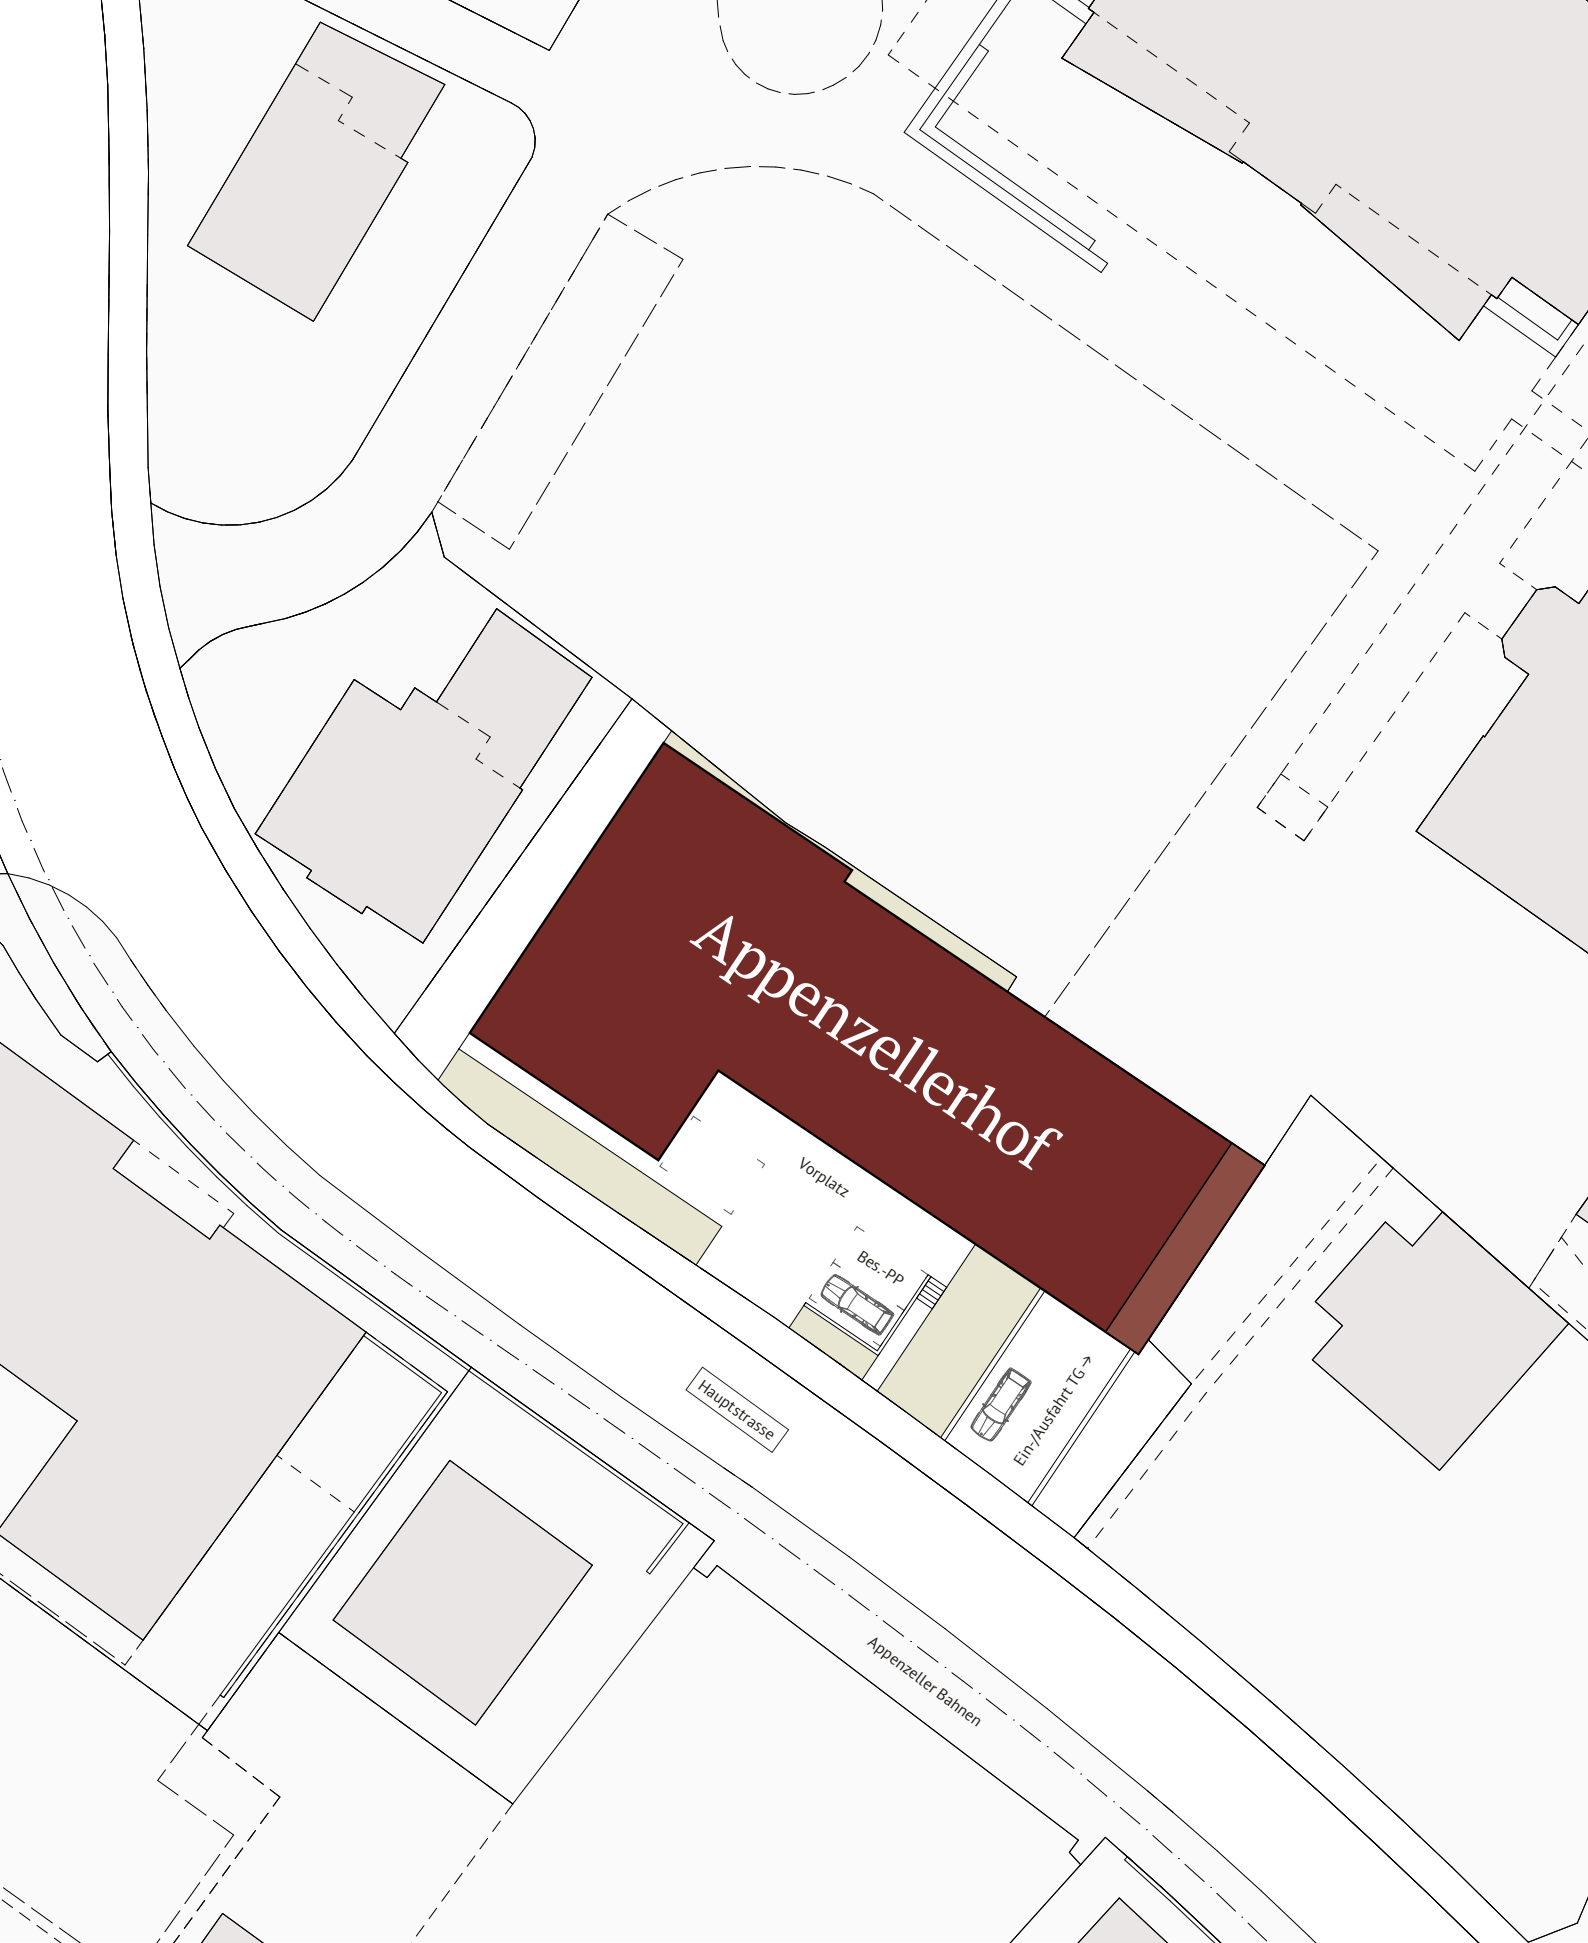 Appenzellerhof
Vorplatz
Bes.-PP
Ein-/Ausfahrt TG →
Hauptstrasse
Appenzeller Bahnen